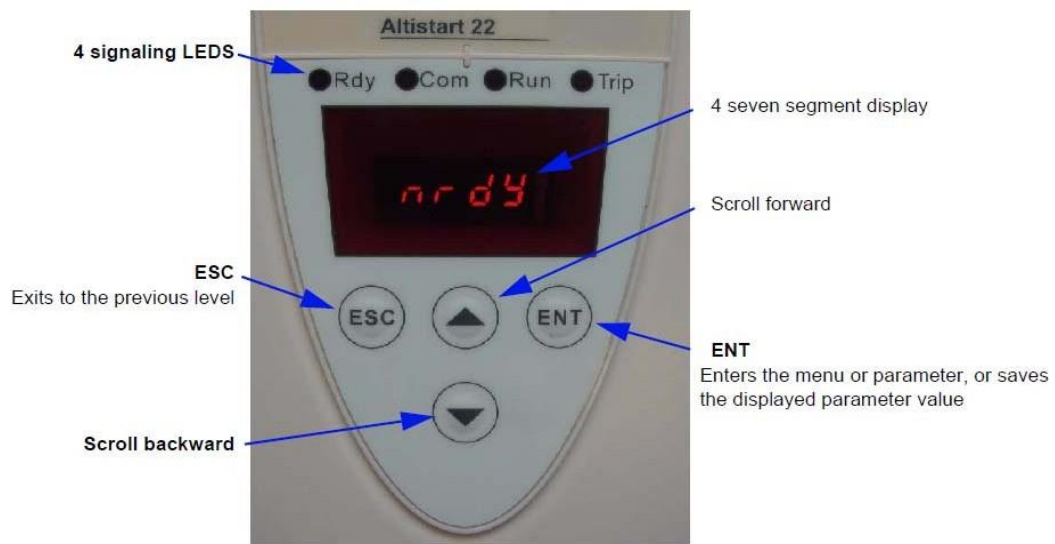 Altistart 22
4 signaling LEDS
Rdy Com Run Trip
4 seven segment display
nrdy
Scroll forward
ESC
Exits to the previous level
ESC
ENT
ENT
Enters the menu or parameter, or saves
the displayed parameter value
Scroll backward